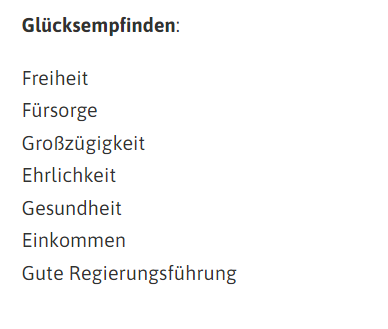 Glücksempfinden:
Freiheit
Fürsorge
Großzügigkeit
Ehrlichkeit
Gesundheit
Einkommen
Gute Regierungsführung